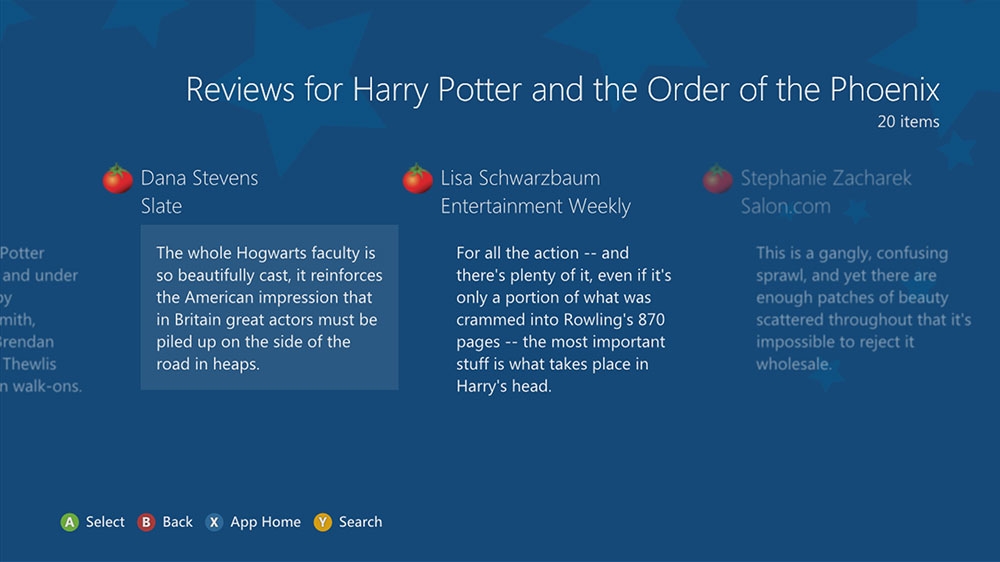 Reviews for Harry Potter and the Order of the Phoenix
20 items
Potter
and under
by
mith,
Brendan
Thewlis
n walk-ons.
Dana Stevens
Slate
The whole Hogwarts faculty is
so beautifully cast, it reinforces
the American impression that
in Britain great actors must be
piled up on the side of the
road in heaps.
Lisa Schwarzbaum
Entertainment Weekly
For all the action -- and
there's plenty of it, even if it's
only a portion of what was
crammed into Rowling's 870
pages -- the most important
stuff is what takes place in
Harry's head.
Stephanie Zacharek
Salon.com
This is a gangly, confusing
sprawl, and yet there are
enough patches of beauty
scattered throughout that it's
impossible to reject it
wholesale.
A Select B Back X App Home Y Search